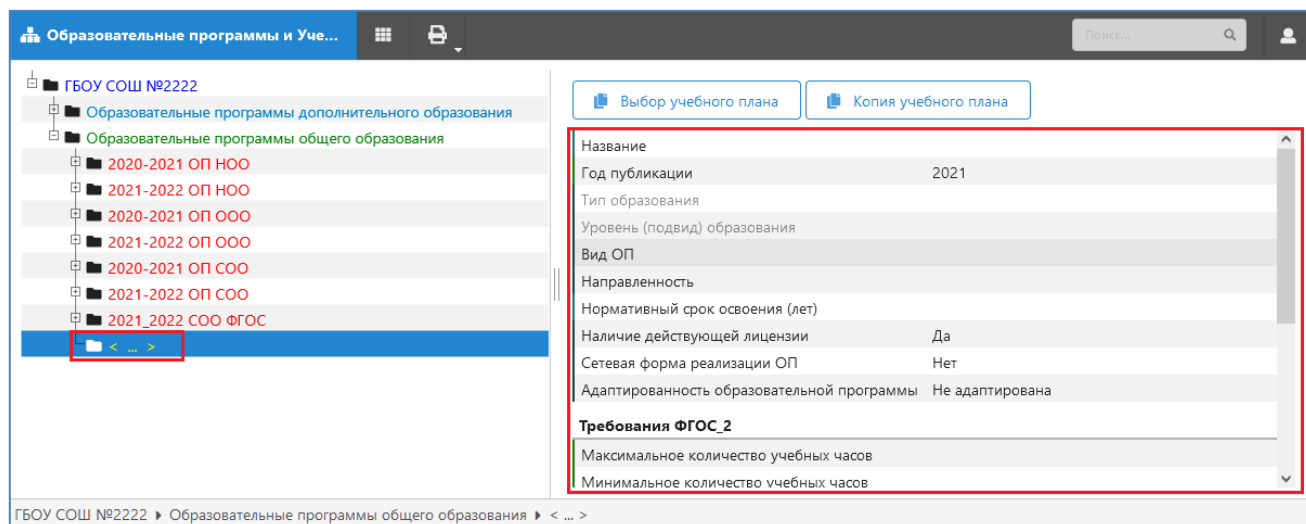 Образовательные программы и Уче...
Поиск...
ГБОУ СОШ №2222
Образовательные программы дополнительного образования
Образовательные программы общего образования
2020-2021 ОП НОО
2021-2022 ОП НОО
2020-2021 ОП ООО
2021-2022 ОП ООО
2020-2021 ОП СОО
2021-2022 ОП СОО
2021_2022 СОО ФГОС
< ... >
Выбор учебного плана
Копия учебного плана
Название
Год публикации 2021
Тип образования
Уровень (подвид) образования
Вид ОП
Направленность
Нормативный срок освоения (лет)
Наличие действующей лицензии Да
Сетевая форма реализации ОП Нет
Адаптированность образовательной программы Не адаптирована
Требования ФГОС_2
Максимальное количество учебных часов
Минимальное количество учебных часов
ГБОУ СОШ №2222 ▸ Образовательные программы общего образования ▸ < ... >